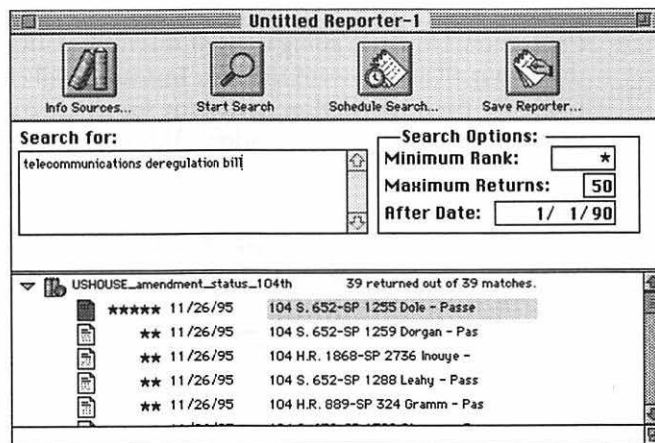 Untitled Reporter-1
Info Sources... Start Search Schedule Search... Save Reporter...
Search for:
telecommunications deregulation bill
Search Options:
Minimum Rank: *
Maximum Returns: 50
After Date: 1/ 1/90
USHOUSE_amendment_status_104th 39 returned out of 39 matches.
★★★★★ 11/26/95 104 S. 652-SP 1255 Dole - Passe
★★ 11/26/95 104 S. 652-SP 1259 Dorgan - Pas
★★ 11/26/95 104 H.R. 1868-SP 2736 Inouye -
★★ 11/26/95 104 S. 652-SP 1288 Leahy - Pass
★★ 11/26/95 104 H.R. 889-SP 324 Gramm - Pas